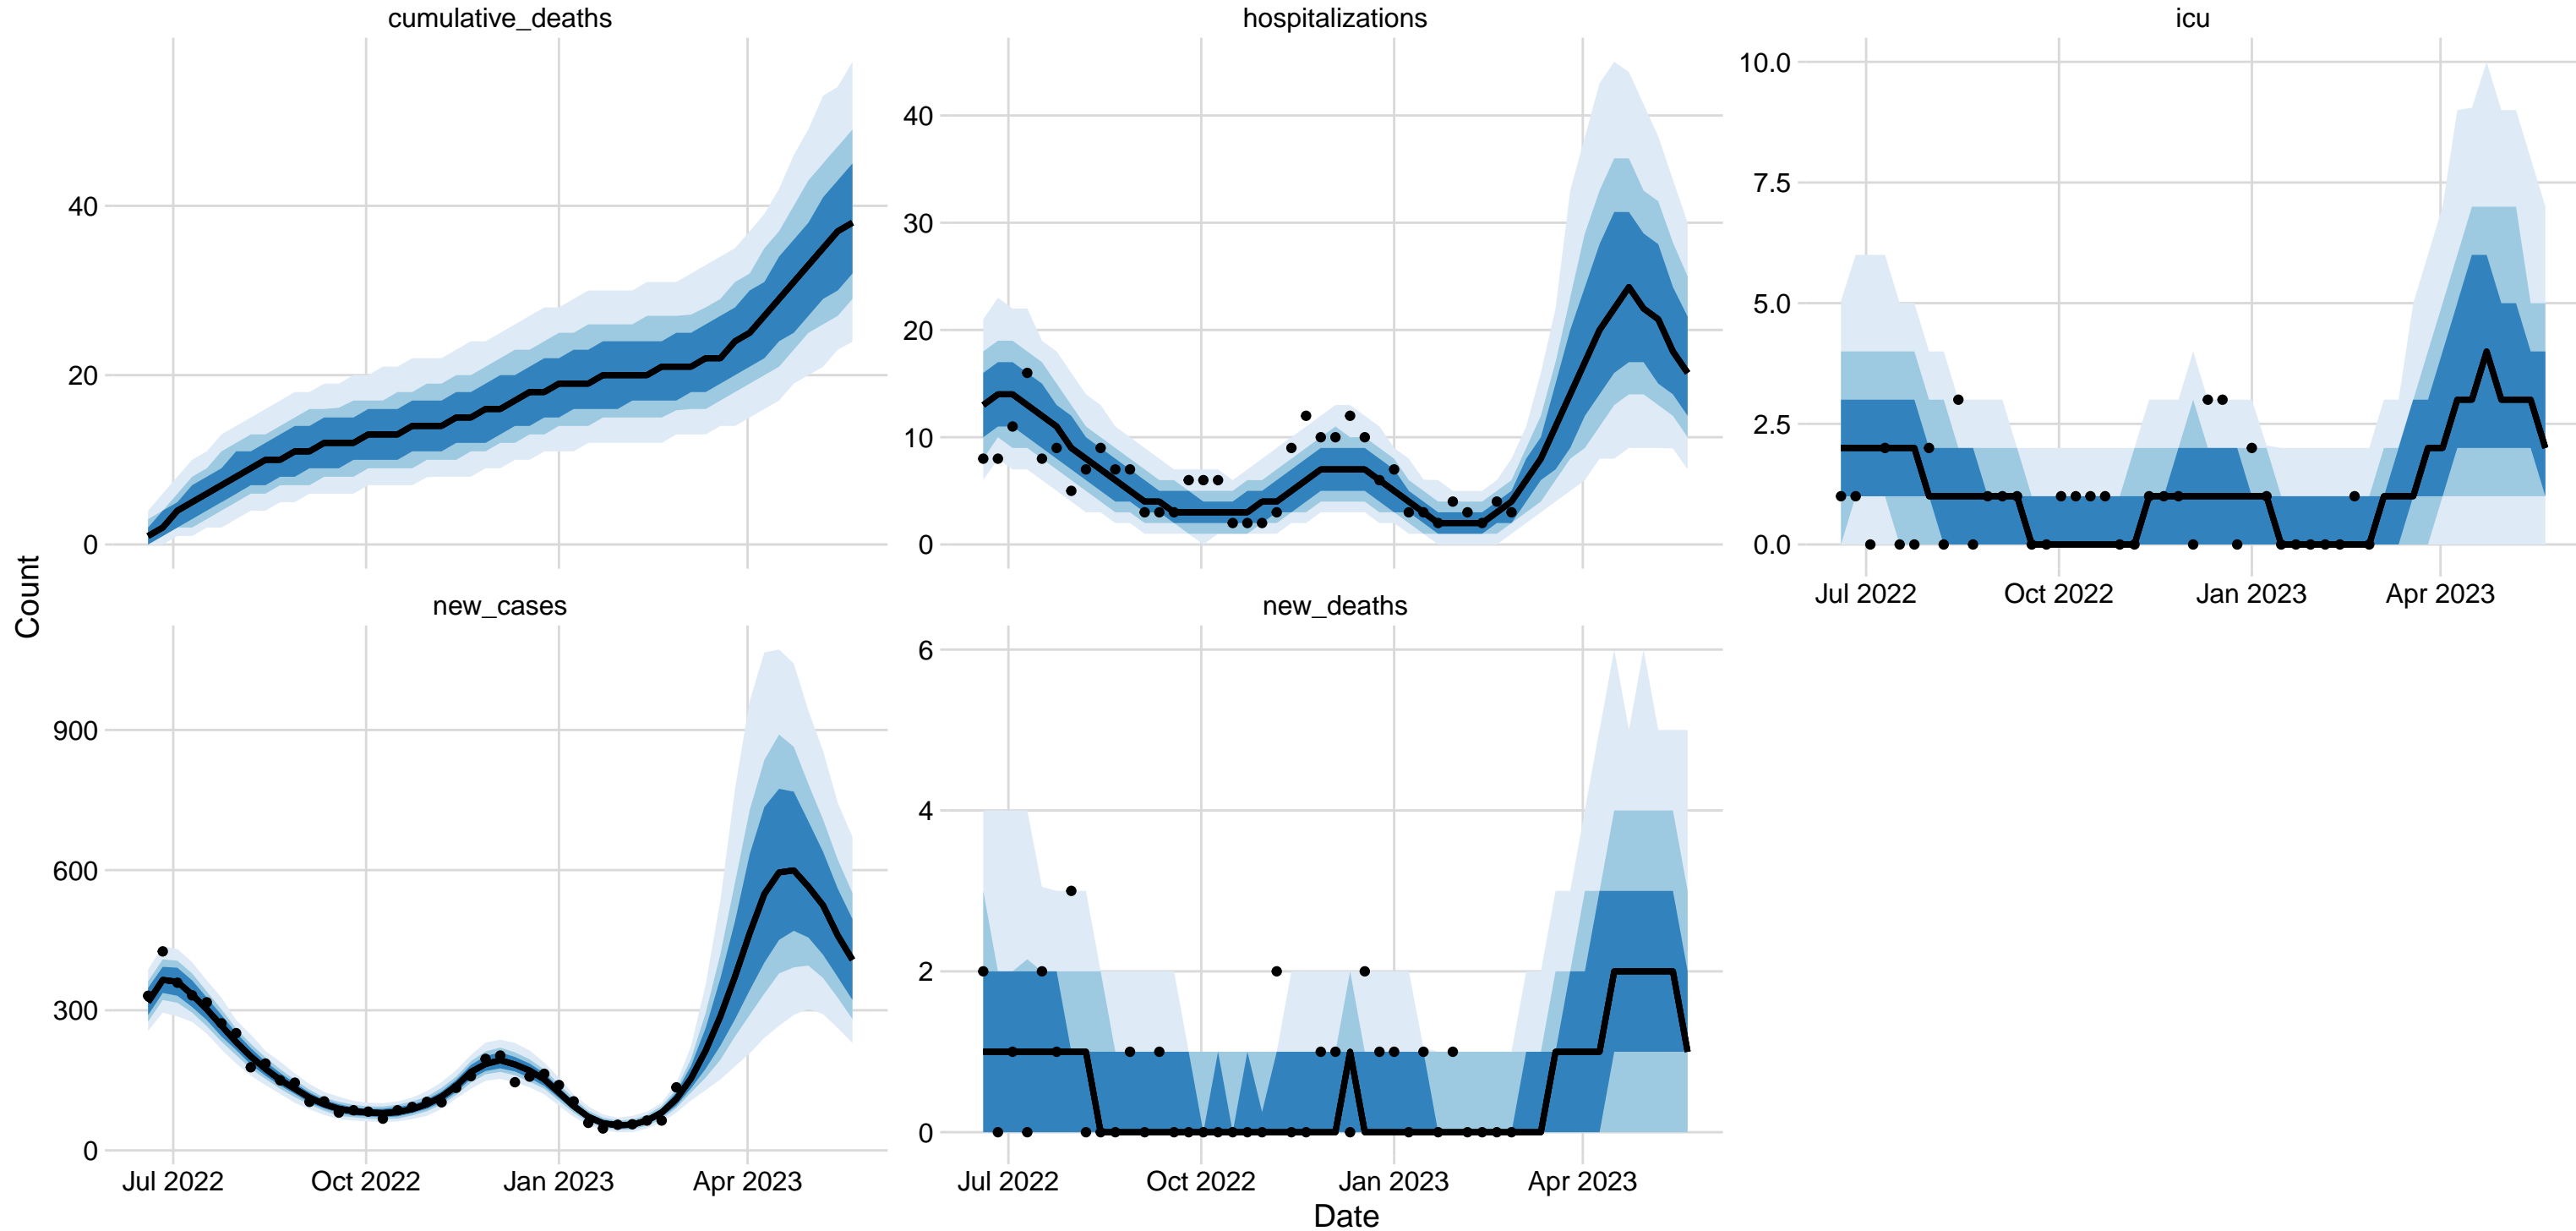 cumulative_deaths
hospitalizations
icu
40
20
0
40
30
20
10
0
10.0
7.5
5.0
2.5
0.0
Jul 2022
Oct 2022
Jan 2023
Apr 2023
Count
new_cases
new_deaths
900
600
300
0
6
4
2
0
Jul 2022
Oct 2022
Jan 2023
Apr 2023
Jul 2022
Oct 2022
Jan 2023
Apr 2023
Date